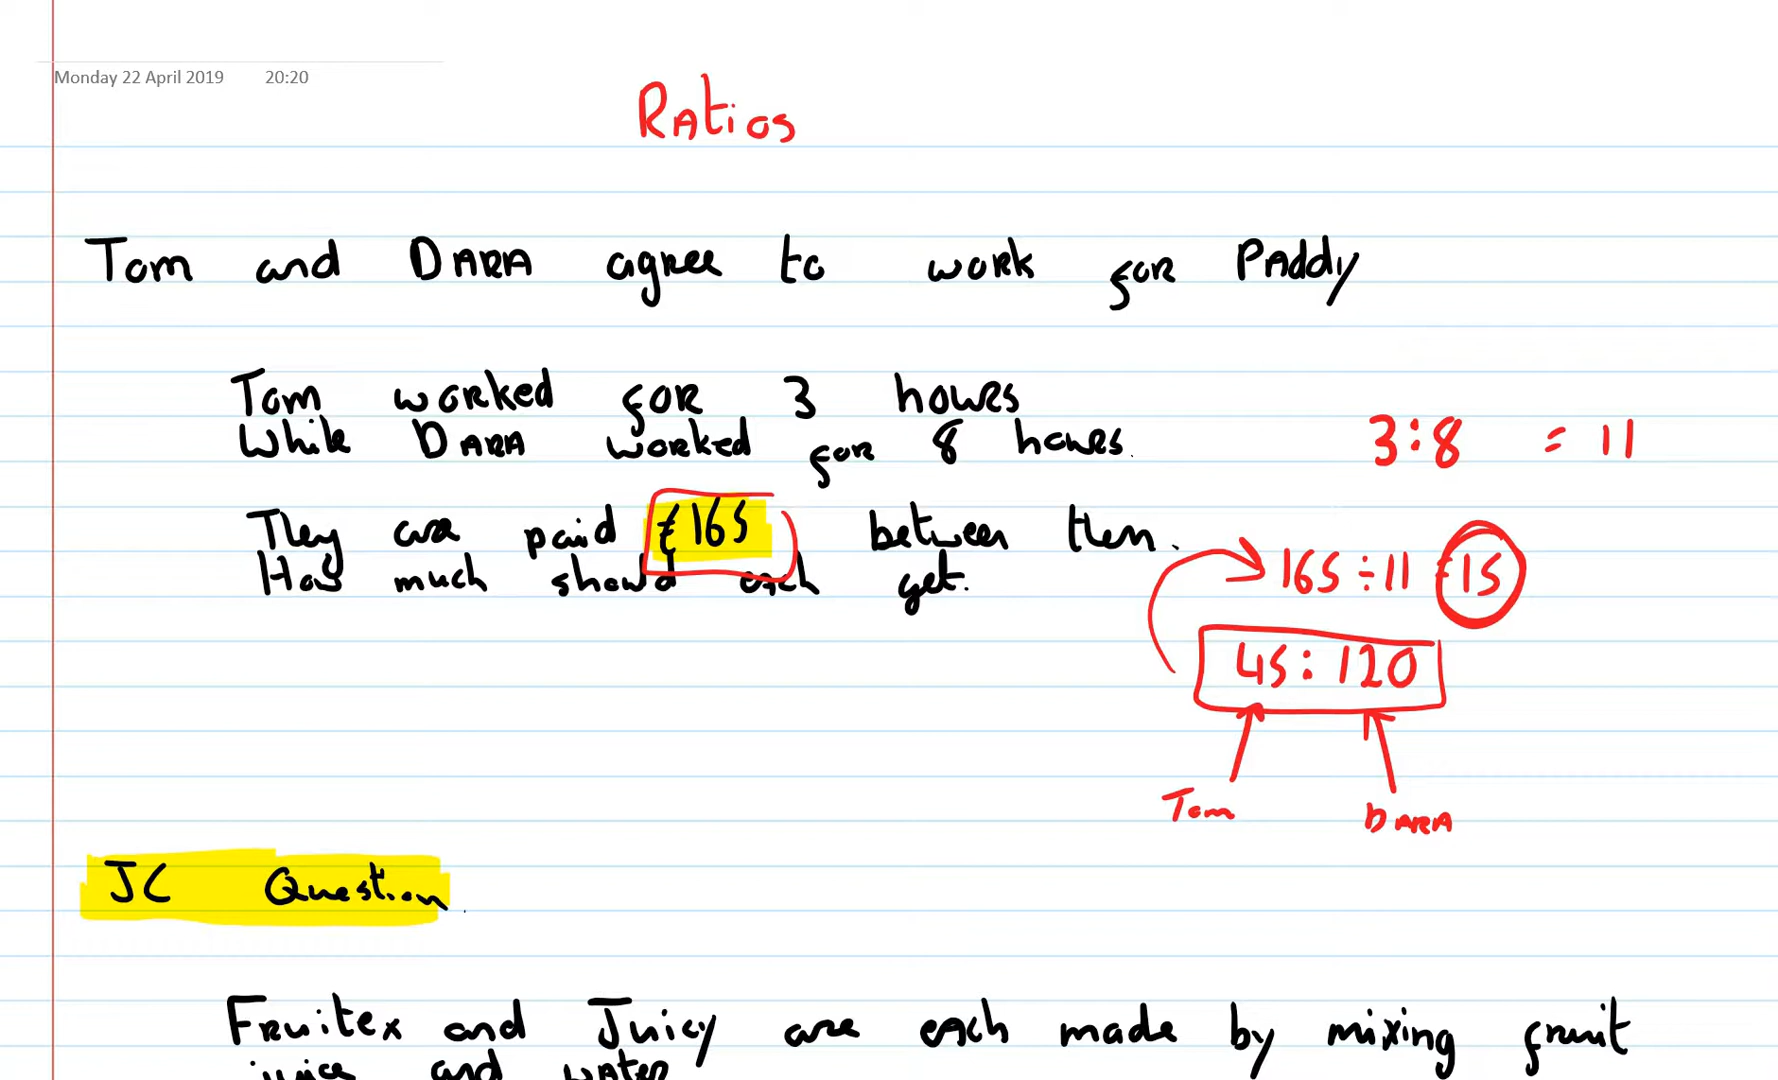 Monday 22 April 2019 20:20
Ratios
Tom and DARA agree to work for PAddy
Tom worked for 3 hours
While DARA worked for 8 hours.
3:8 = 11
They are paid €165 between them.
How much should each get.
165 ÷ 11 = 15
45 : 120
Tom DARA
JC Question
Fruitex and Juicy are each made by mixing fruit
juice and water